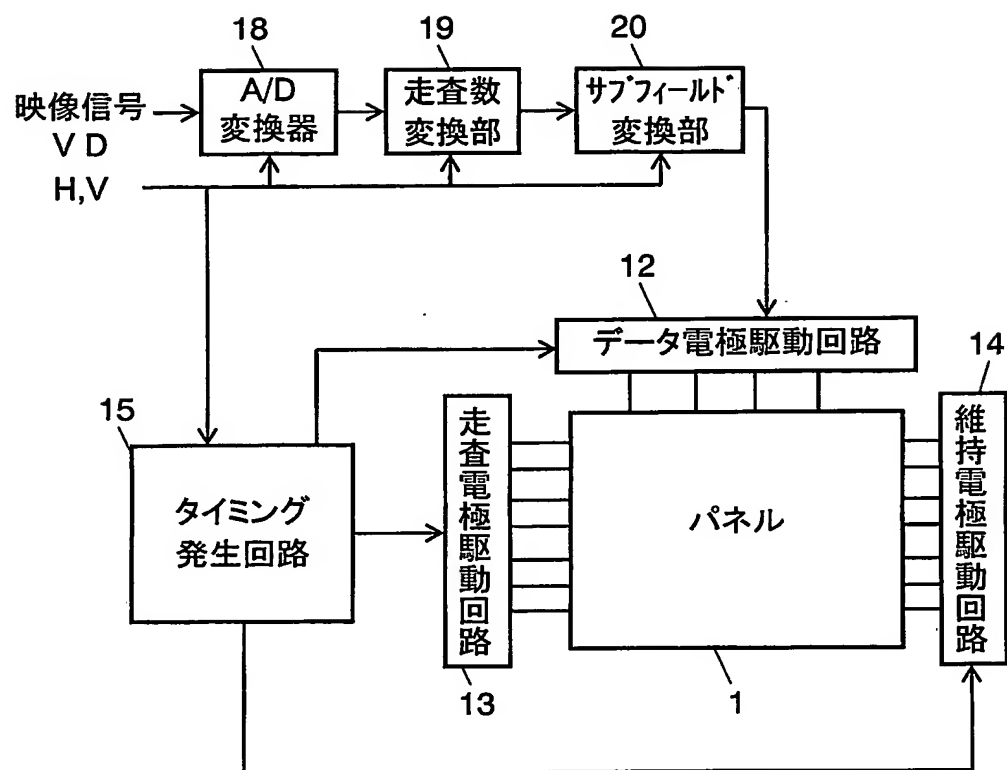 18
19
20
映像信号
VD
A/D
変換器
走査数
変換部
サブフィールド
変換部
H,V
12
データ電極駆動回路
14
15
タイミング
発生回路
走査電極駆動回路
パネル
維持電極駆動回路
13
1